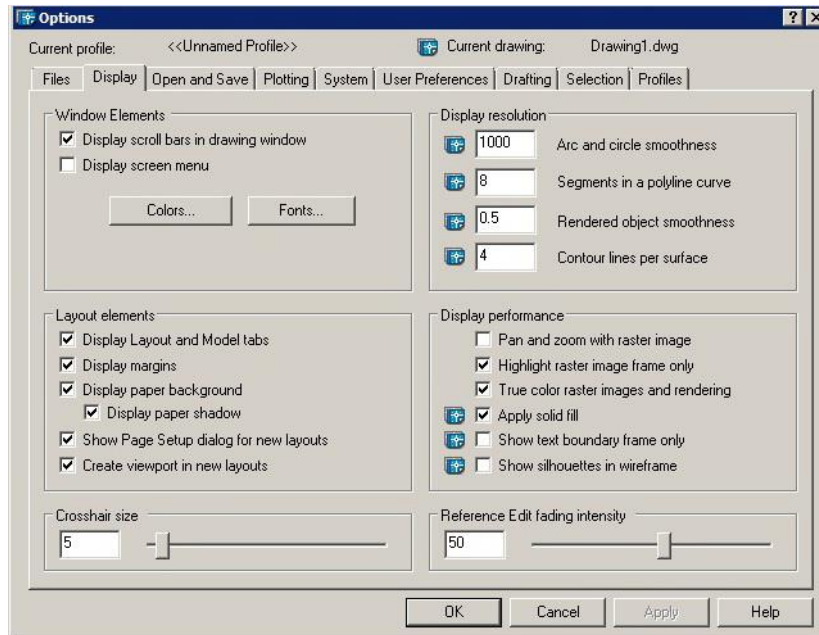 Options
Current profile: <<Unnamed Profile>> Current drawing: Drawing1.dwg
Files Display Open and Save Plotting System User Preferences Drafting Selection Profiles
Window Elements
Display scroll bars in drawing window
Display screen menu
Colors... Fonts...
Display resolution
1000 Arc and circle smoothness
8 Segments in a polyline curve
0.5 Rendered object smoothness
4 Contour lines per surface
Layout elements
Display Layout and Model tabs
Display margins
Display paper background
Display paper shadow
Show Page Setup dialog for new layouts
Create viewport in new layouts
Display performance
Pan and zoom with raster image
Highlight raster image frame only
True color raster images and rendering
Apply solid fill
Show text boundary frame only
Show silhouettes in wireframe
Crosshair size
5
Reference Edit fading intensity
50
OK Cancel Apply Help